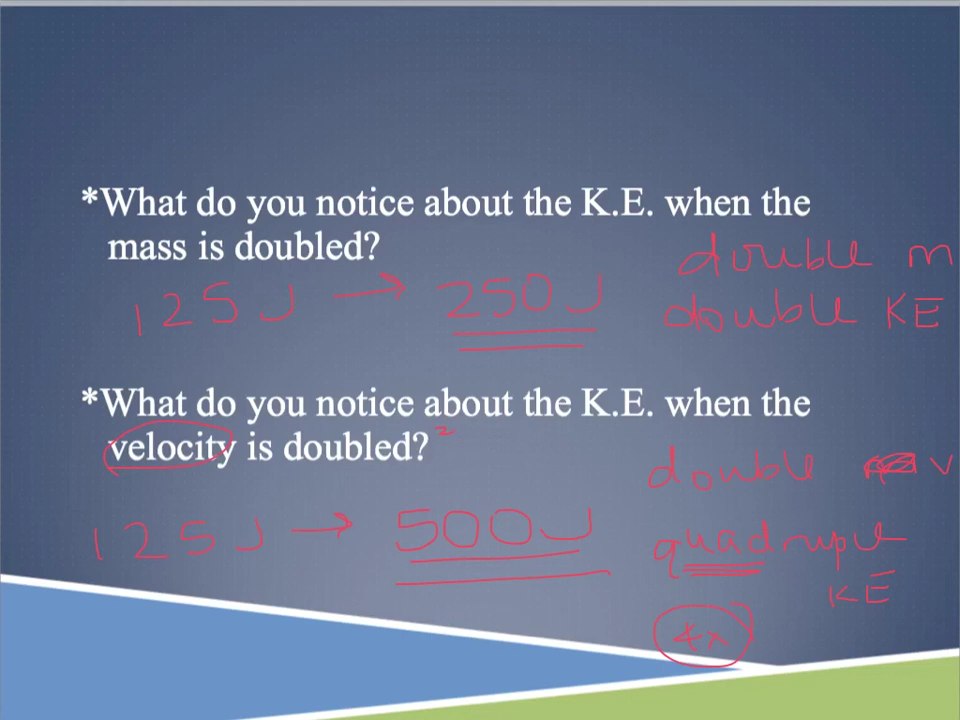 *What do you notice about the K.E. when the
mass is doubled?
double m
125 J → 250 J
double KE
*What do you notice about the K.E. when the
velocity is doubled? 2
double v
125 J → 500 J
quadruple
KE
4x